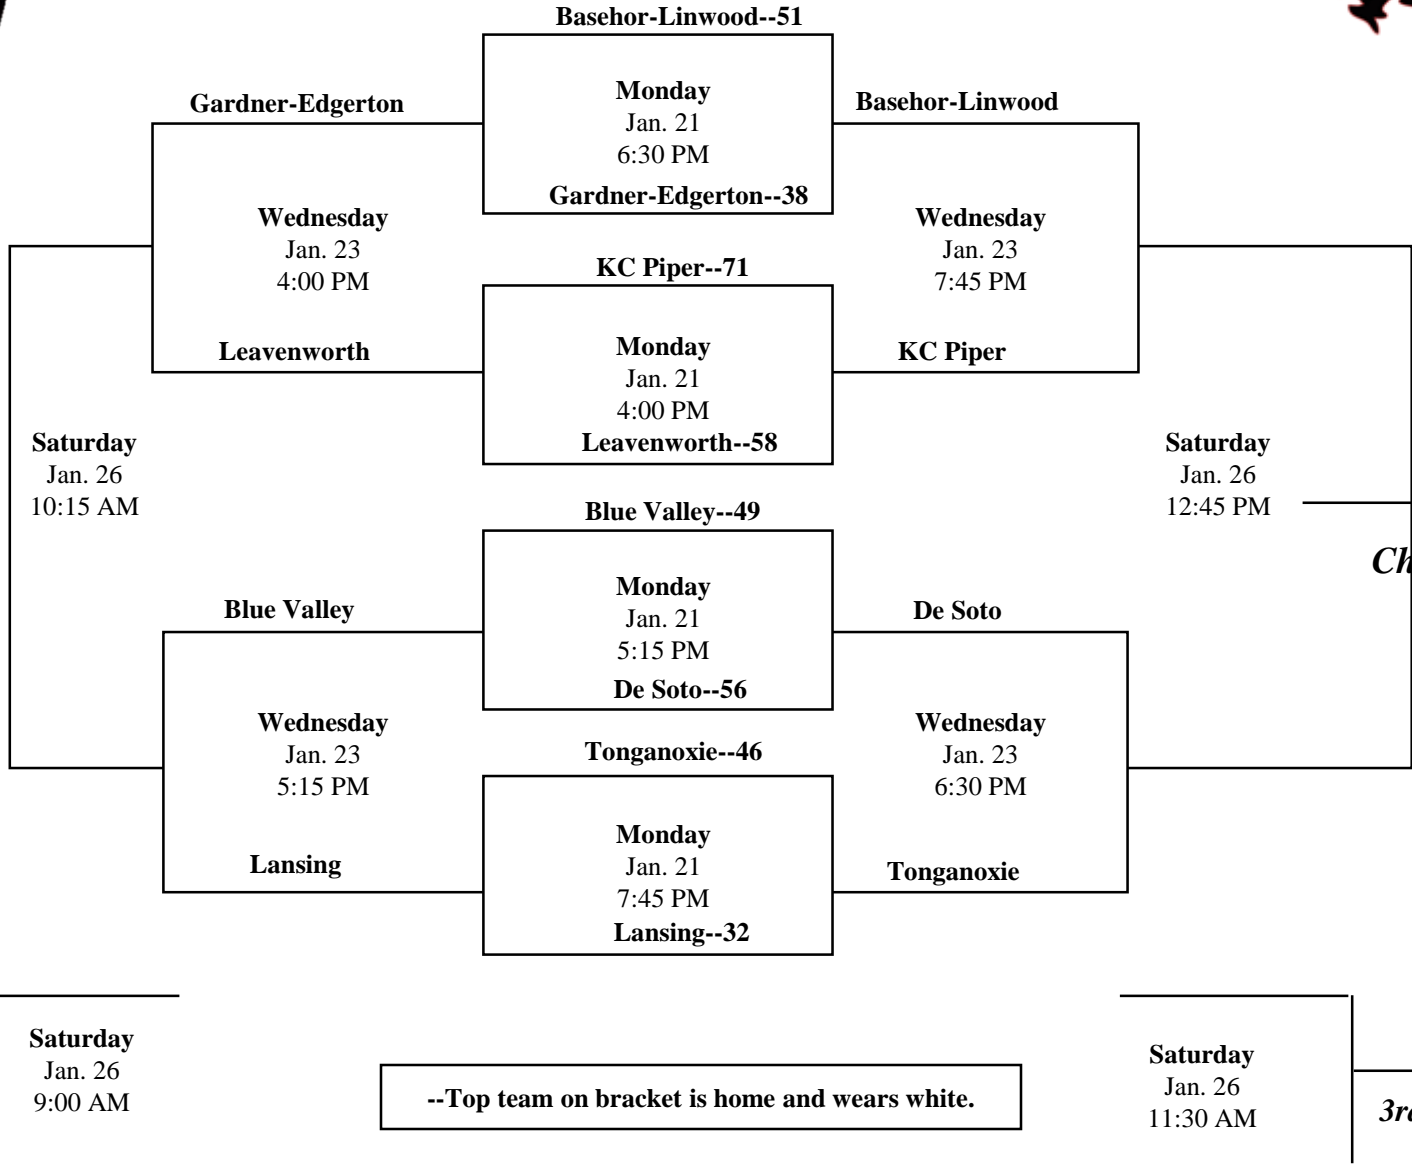 Basehor-Linwood--51
Gardner-Edgerton
Monday
Jan. 21
6:30 PM
Basehor-Linwood
Gardner-Edgerton--38
Wednesday
Jan. 23
4:00 PM
Wednesday
Jan. 23
7:45 PM
KC Piper--71
Leavenworth
Monday
Jan. 21
4:00 PM
KC Piper
Leavenworth--58
Saturday
Jan. 26
10:15 AM
Saturday
Jan. 26
12:45 PM
Blue Valley--49
Ch
Blue Valley
Monday
Jan. 21
5:15 PM
De Soto
De Soto--56
Wednesday
Jan. 23
5:15 PM
Wednesday
Jan. 23
6:30 PM
Tonganoxie--46
Lansing
Monday
Jan. 21
7:45 PM
Tonganoxie
Lansing--32
Saturday
Jan. 26
9:00 AM
--Top team on bracket is home and wears white.
Saturday
Jan. 26
11:30 AM
3r